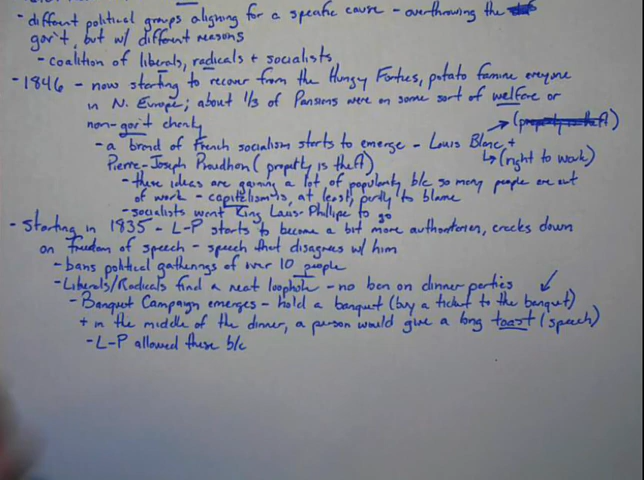 - different political groups aligning for a specific cause - overthrowing the
gov't, but w/ different reasons
- coalition of liberals, radicals + socialists
- 1846 - now starting to recover from the Hungry Forties, potato famine everyone
in N. Europe; about 1/3 of Parisians were on some sort of welfare or
non-gov't charity (property is theft)
- a brand of French socialism starts to emerge - Louis Blanc +
Pierre-Joseph Proudhon (property is theft) (right to work)
- these ideas are gaining a lot of popularity b/c so many people are out
of work - capitalism is, at least, partly to blame
- socialists want King Louis-Phillipe to go
- Starting in 1835 - L-P starts to become a bit more authoritarian, cracks down
on freedom of speech - speech that disagrees w/ him
- bans political gatherings of over 10 people
- Liberals/Radicals find a neat loophole - no ban on dinner parties
- Banquet Campaign emerges - hold a banquet (buy a ticket to the banquet)
+ in the middle of the dinner, a person would give a long toast (speech)
- L-P allowed these b/c